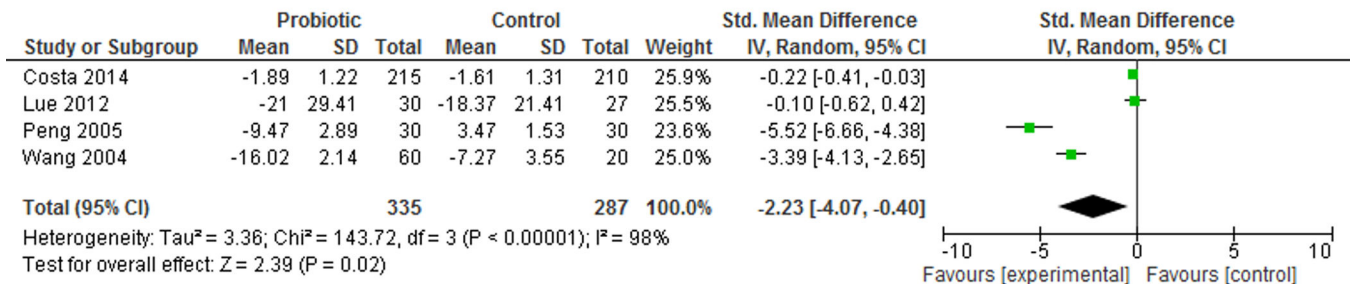 Probiotic Control Std. Mean Difference Std. Mean Difference
Study or Subgroup Mean SD Total Mean SD Total Weight IV, Random, 95% CI IV, Random, 95% CI
Costa 2014 -1.89 1.22 215 -1.61 1.31 210 25.9% -0.22 [-0.41, -0.03]
Lue 2012 -21 29.41 30 -18.37 21.41 27 25.5% -0.10 [-0.62, 0.42]
Peng 2005 -9.47 2.89 30 3.47 1.53 30 23.6% -5.52 [-6.66, -4.38]
Wang 2004 -16.02 2.14 60 -7.27 3.55 20 25.0% -3.39 [-4.13, -2.65]
Total (95% CI) 335 287 100.0% -2.23 [-4.07, -0.40]
Heterogeneity: Tau² = 3.36; Chi² = 143.72, df = 3 (P < 0.00001); I² = 98%
Test for overall effect: Z = 2.39 (P = 0.02)
-10 -5 0 5 10
Favours [experimental] Favours [control]